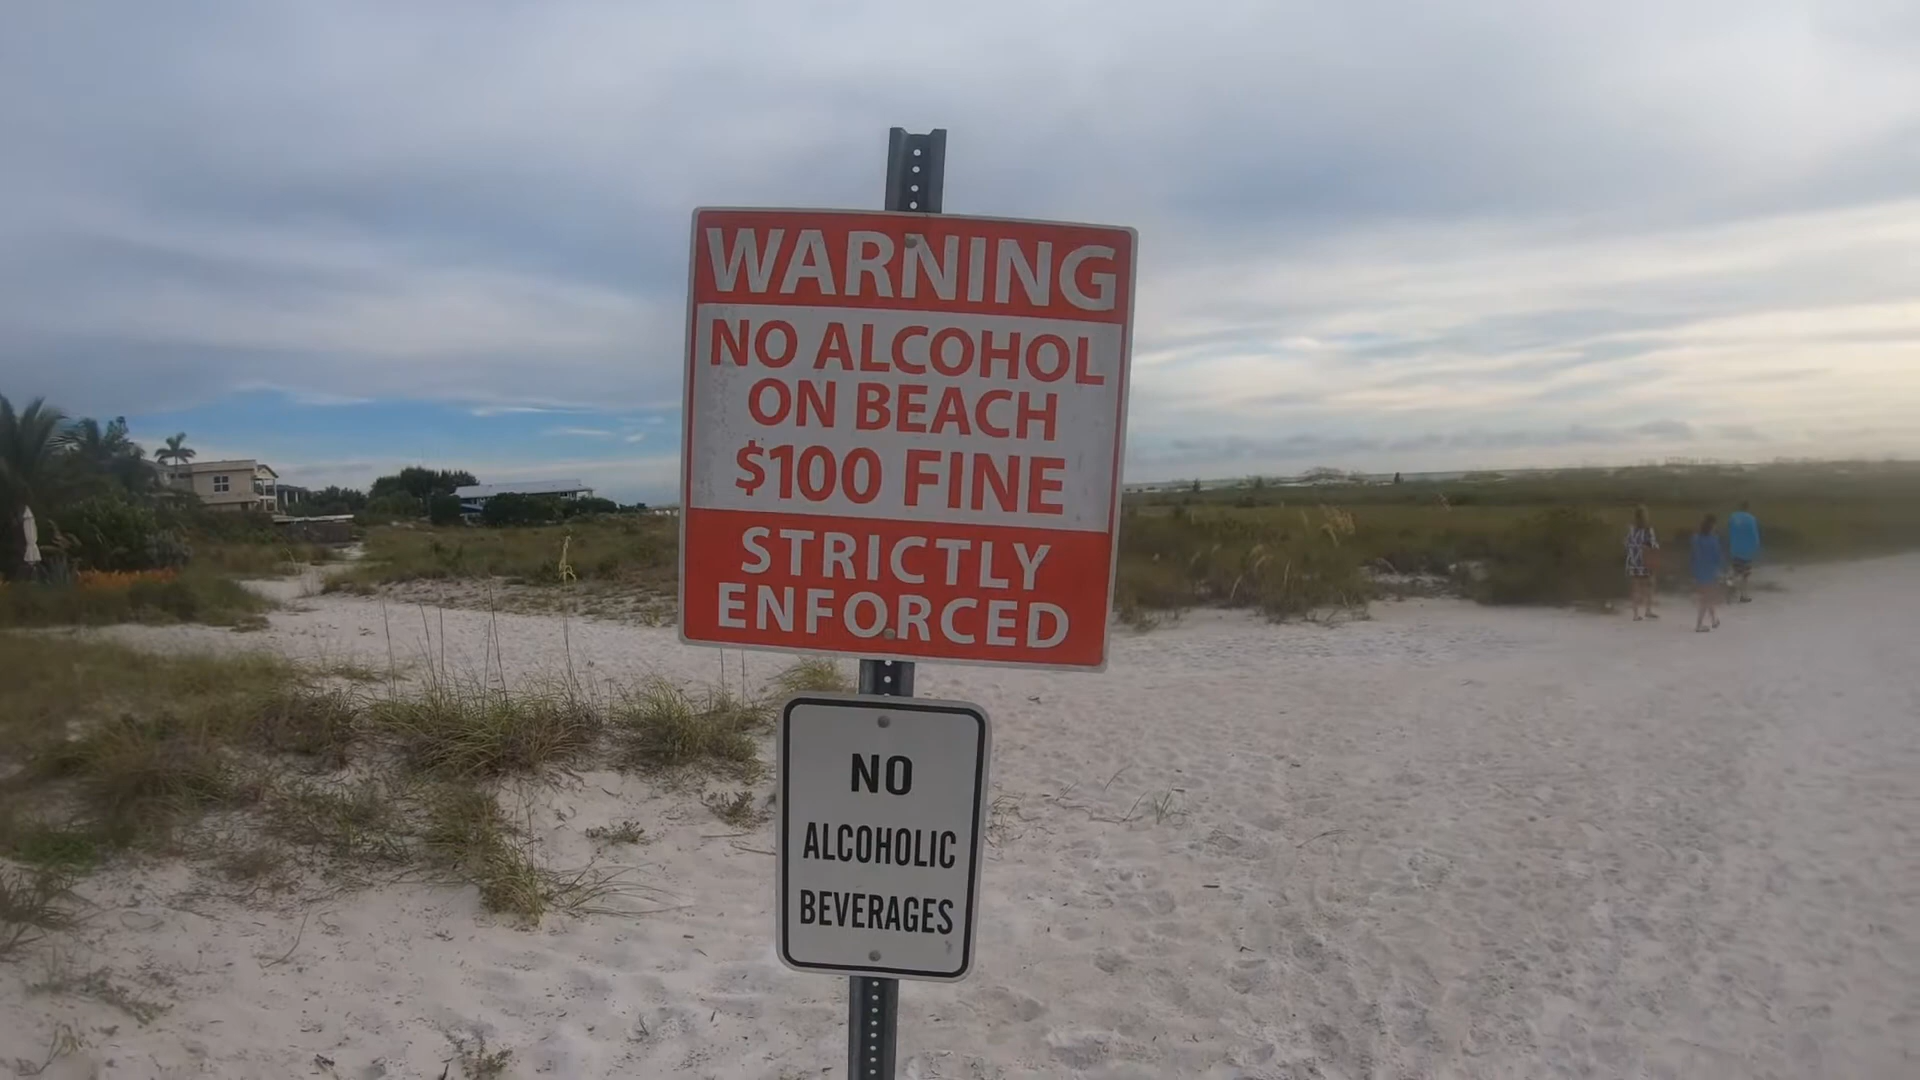 WARNING
NO ALCOHOL
ON BEACH
$100 FINE
STRICTLY
ENFORCED
NO
ALCOHOLIC
BEVERAGES